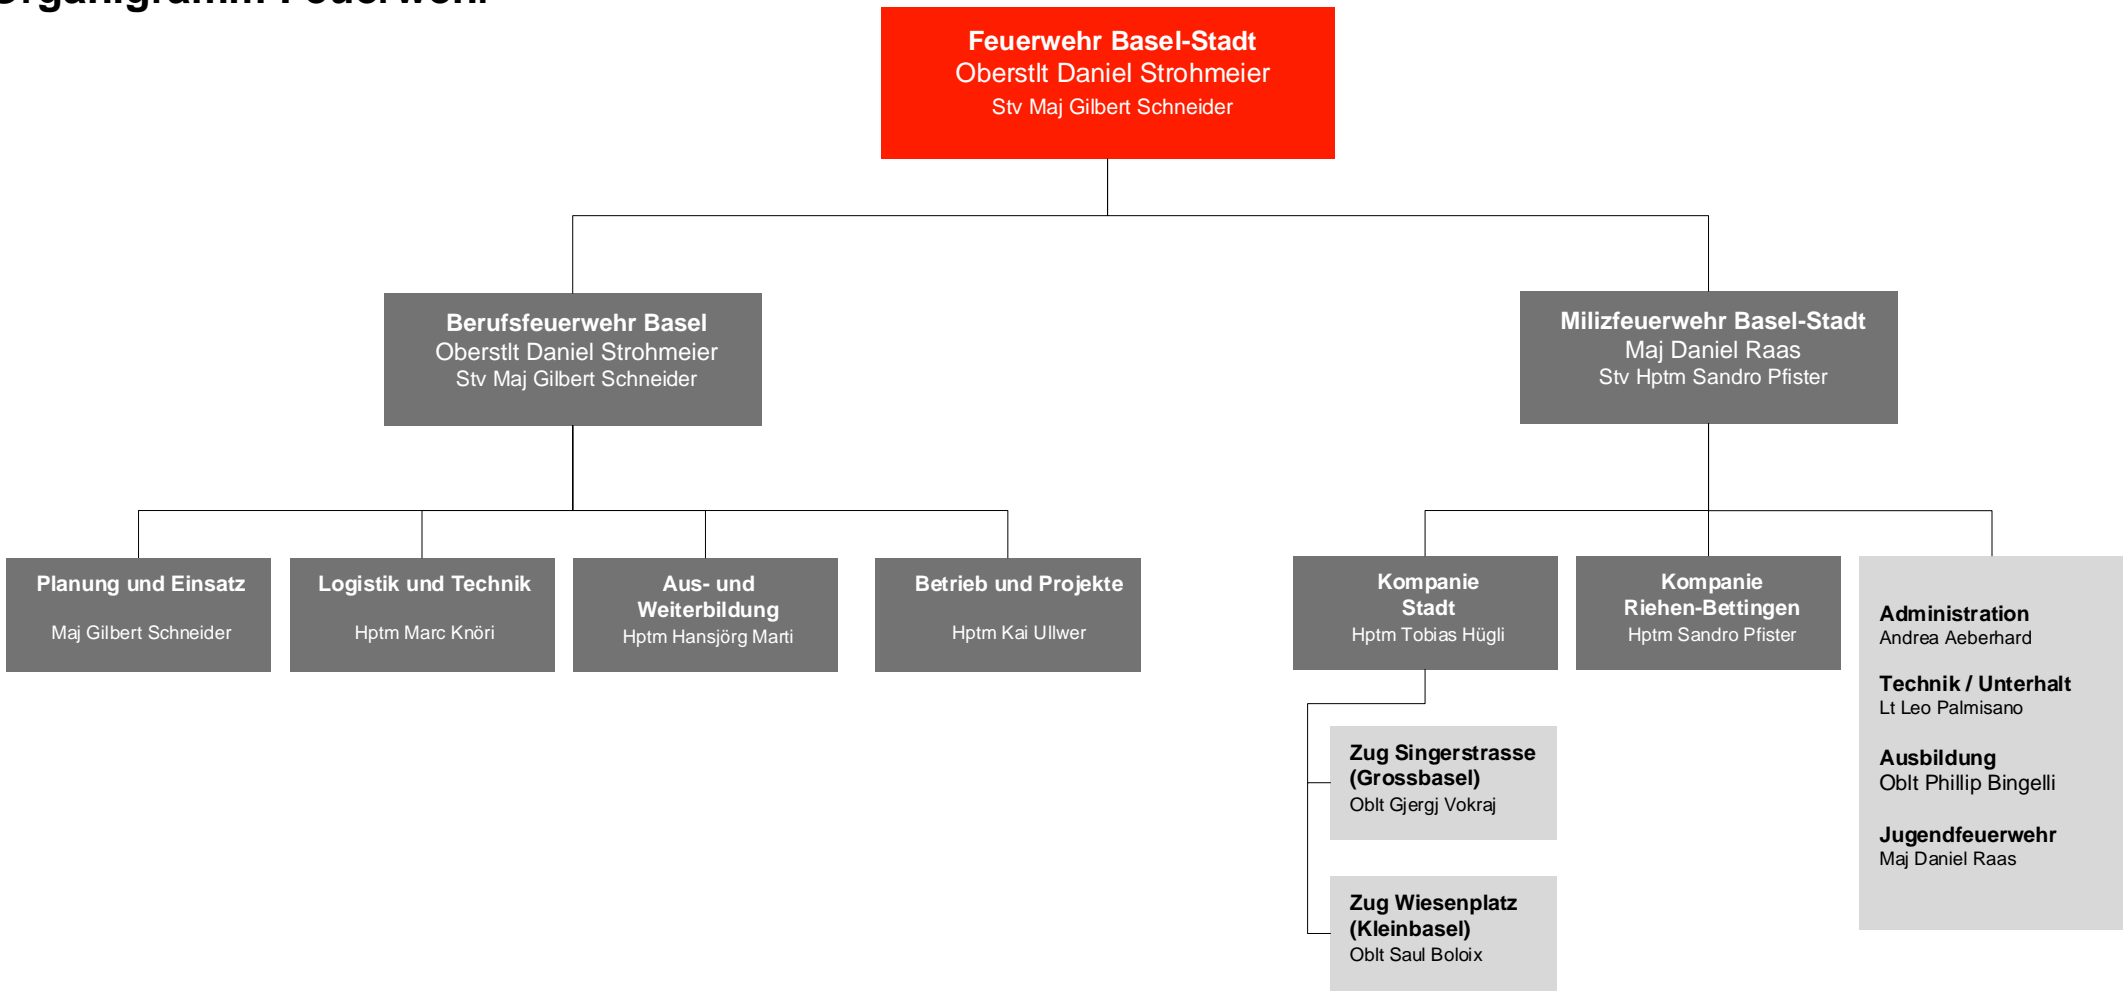 Organigramm Feuerwehr
Feuerwehr Basel-Stadt
Oberstlt Daniel Strohmeier
Stv Maj Gilbert Schneider
Berufsfeuerwehr Basel
Oberstlt Daniel Strohmeier
Stv Maj Gilbert Schneider
Milizfeuerwehr Basel-Stadt
Maj Daniel Raas
Stv Hptm Sandro Pfister
Planung und Einsatz
Maj Gilbert Schneider
Logistik und Technik
Hptm Marc Knöri
Aus- und
Weiterbildung
Hptm Hansjörg Marti
Betrieb und Projekte
Hptm Kai Ullwer
Kompanie
Stadt
Hptm Tobias Hügli
Kompanie
Riehen-Bettingen
Hptm Sandro Pfister
Administration
Andrea Aeberhard
Technik / Unterhalt
Lt Leo Palmisano
Ausbildung
Oblt Phillip Bingelli
Jugendfeuerwehr
Maj Daniel Raas
Zug Singerstrasse
(Grossbasel)
Oblt Gjergj Vokraj
Zug Wiesenplatz
(Kleinbasel)
Oblt Saul Boloix